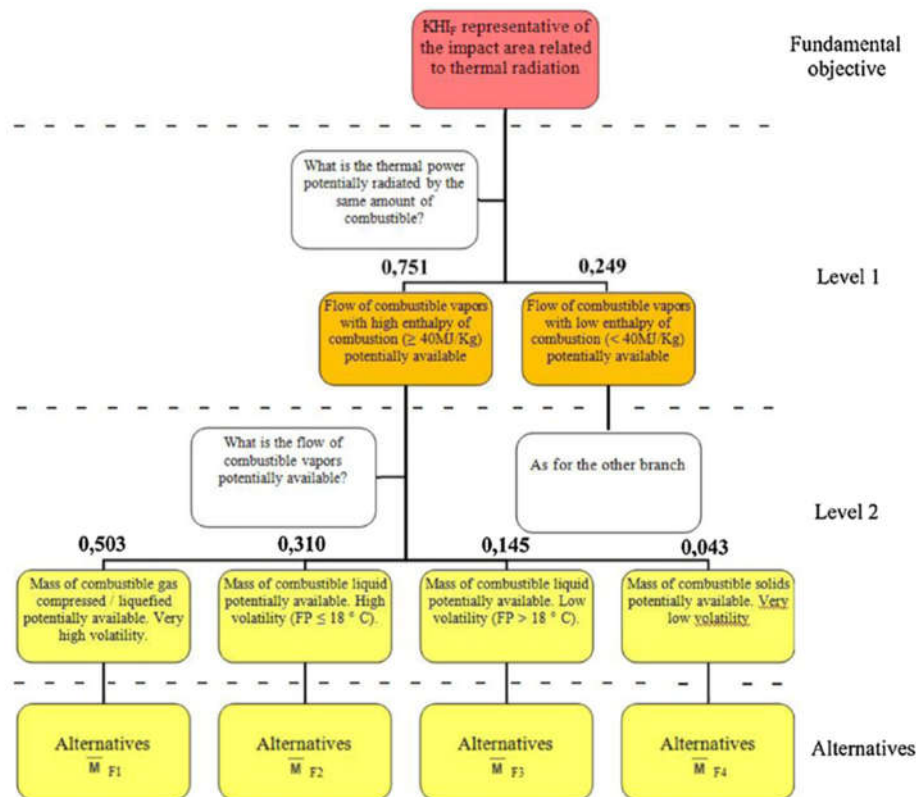 KHI_F representative of
the impact area related
to thermal radiation
Fundamental
objective
What is the thermal power
potentially radiated by the
same amount of
combustible?
0,751
0,249
Level 1
Flow of combustible vapors
with high enthalpy of
combustion (≥ 40MJ/Kg)
potentially available
Flow of combustible vapors
with low enthalpy of
combustion (< 40MJ/Kg)
potentially available
What is the flow of
combustible vapors
potentially available?
As for the other branch
Level 2
0,503
0,310
0,145
0,043
Mass of combustible gas
compressed / liquefied
potentially available. Very
high volatility.
Mass of combustible liquid
potentially available. High
volatility (FP ≤ 18 ° C).
Mass of combustible liquid
potentially available. Low
volatility (FP > 18 ° C).
Mass of combustible solids
potentially available. Very
low volatility
Alternatives
M̅ F1
Alternatives
M̅ F2
Alternatives
M̅ F3
Alternatives
M̅ F4
Alternatives